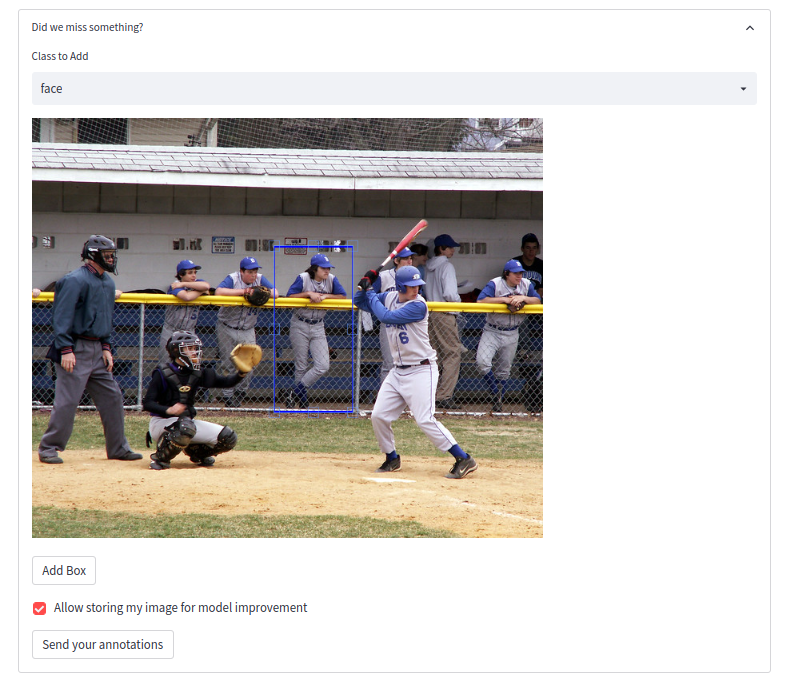 Did we miss something?
Class to Add
face
6
Add Box
Allow storing my image for model improvement
Send your annotations